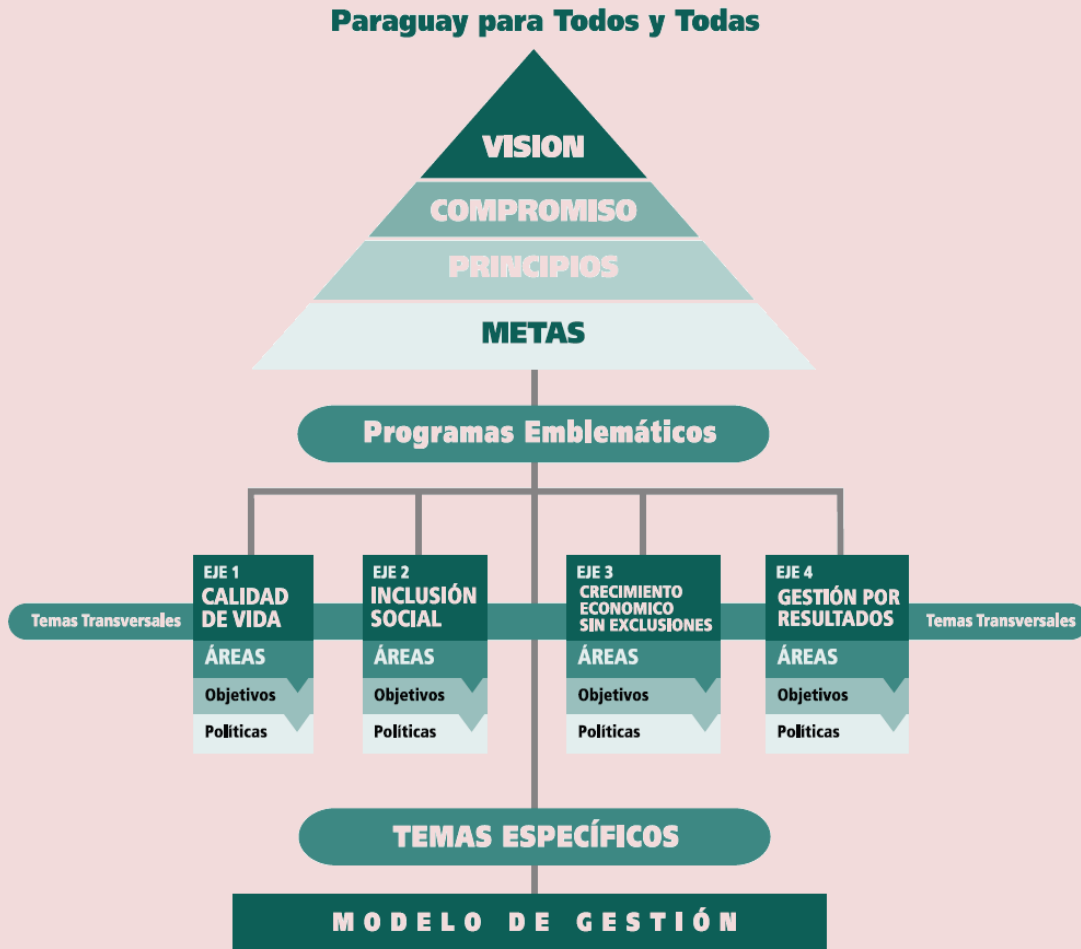 Paraguay para Todos y Todas
VISION
COMPROMISO
PRINCIPIOS
METAS
Programas Emblemáticos
Temas Transversales
EJE 1
CALIDAD
DE VIDA
ÁREAS
Objetivos
Políticas
EJE 2
INCLUSIÓN
SOCIAL
ÁREAS
Objetivos
Políticas
EJE 3
CRECIMIENTO
ECONOMICO
SIN EXCLUSIONES
ÁREAS
Objetivos
Políticas
EJE 4
GESTIÓN POR
RESULTADOS
ÁREAS
Objetivos
Políticas
Temas Transversales
TEMAS ESPECÍFICOS
MODELO DE GESTIÓN